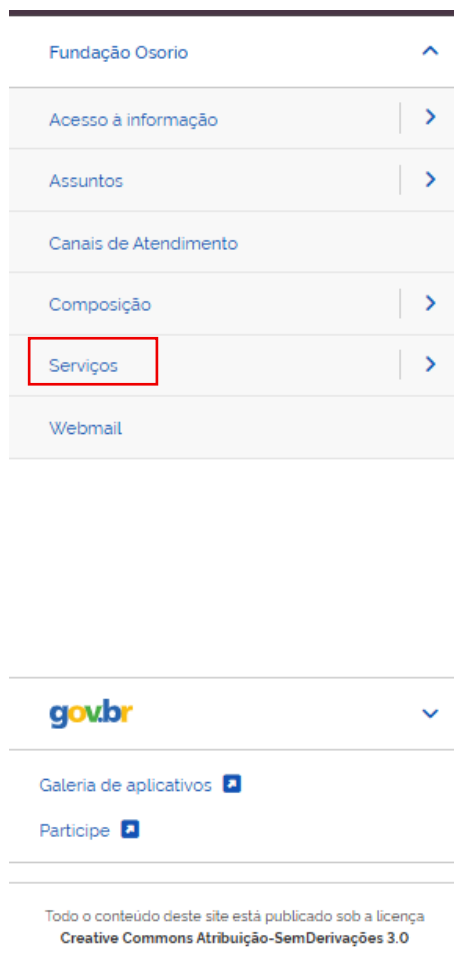 Fundação Osorio
Acesso à informação
Assuntos
Canais de Atendimento
Composição
Serviços
Webmail
gov.br
Galeria de aplicativos
Participe
Todo o conteúdo deste site está publicado sob a licença
Creative Commons Atribuição-SemDerivações 3.0